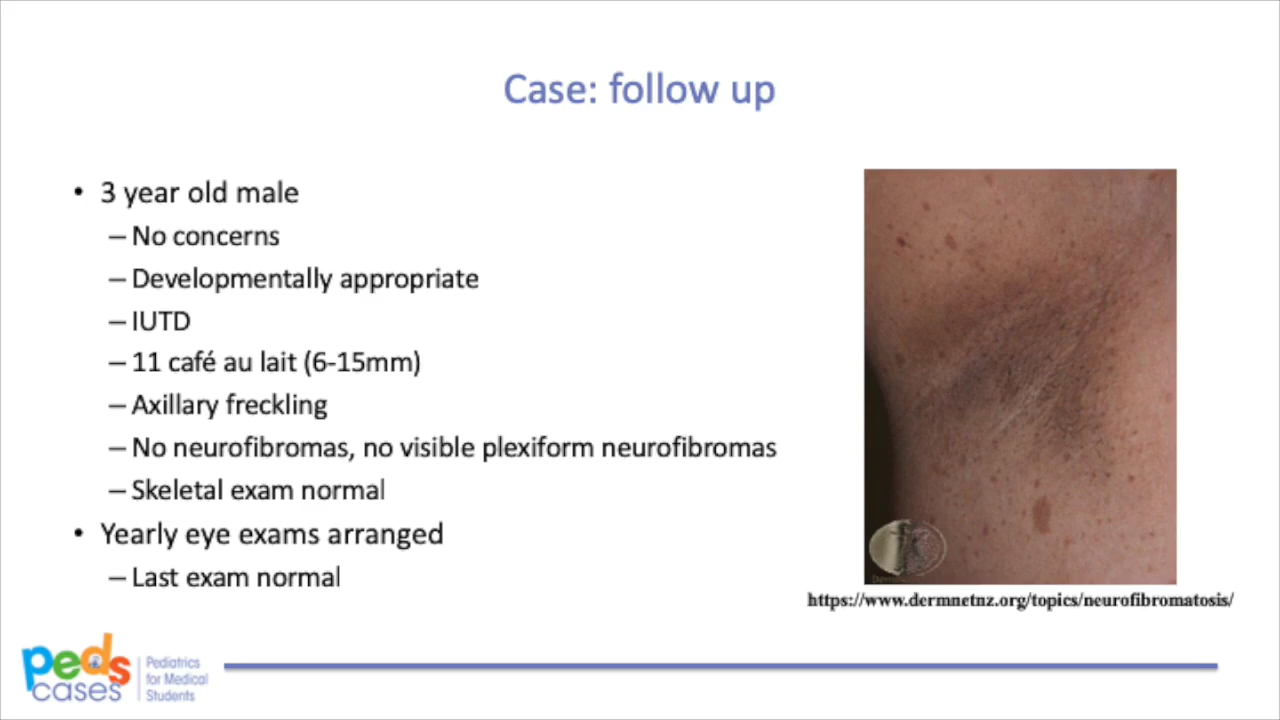 Case: follow up
• 3 year old male
– No concerns
– Developmentally appropriate
– IUTD
– 11 café au lait (6-15mm)
– Axillary freckling
– No neurofibromas, no visible plexiform neurofibromas
– Skeletal exam normal
• Yearly eye exams arranged
– Last exam normal
https://www.dermnetnz.org/topics/neurofibromatosis/
peds
cases
Pediatrics
for Medical
Students